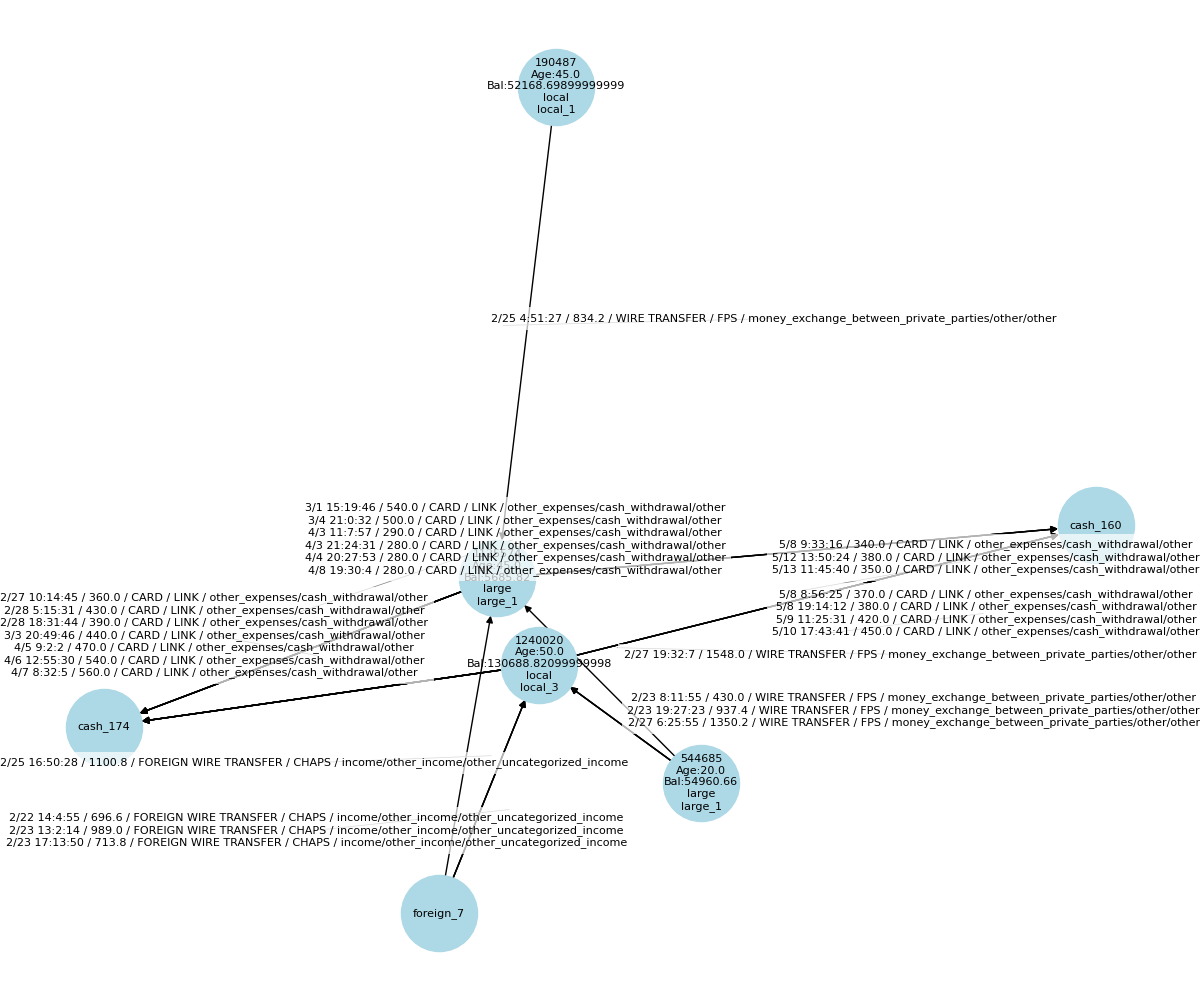 190487
Age:45.0
Bal:52168.69899999999
local
local_1
2/25 4:51:27 / 834.2 / WIRE TRANSFER / FPS / money_exchange_between_private_parties/other/other
3/1 15:19:46 / 540.0 / CARD / LINK / other_expenses/cash_withdrawal/other
3/4 21:0:32 / 500.0 / CARD / LINK / other_expenses/cash_withdrawal/other
4/3 11:7:57 / 290.0 / CARD / LINK / other_expenses/cash_withdrawal/other
4/3 21:24:31 / 280.0 / CARD / LINK / other_expenses/cash_withdrawal/other
4/4 20:27:53 / 280.0 / CARD / LINK / other_expenses/cash_withdrawal/other
4/8 19:30:4 / 280.0 / CARD / LINK / other_expenses/cash_withdrawal/other
cash_160
5/8 9:33:16 / 340.0 / CARD / LINK / other_expenses/cash_withdrawal/other
5/12 13:50:24 / 380.0 / CARD / LINK / other_expenses/cash_withdrawal/other
5/13 11:45:40 / 350.0 / CARD / LINK / other_expenses/cash_withdrawal/other
large
large_1
2/27 10:14:45 / 360.0 / CARD / LINK / other_expenses/cash_withdrawal/other
2/28 5:15:31 / 430.0 / CARD / LINK / other_expenses/cash_withdrawal/other
2/28 18:31:44 / 390.0 / CARD / LINK / other_expenses/cash_withdrawal/other
3/3 20:49:46 / 440.0 / CARD / LINK / other_expenses/cash_withdrawal/other
4/5 9:2:2 / 470.0 / CARD / LINK / other_expenses/cash_withdrawal/other
4/6 12:55:30 / 540.0 / CARD / LINK / other_expenses/cash_withdrawal/other
4/7 8:32:5 / 560.0 / CARD / LINK / other_expenses/cash_withdrawal/other
5/8 8:56:25 / 370.0 / CARD / LINK / other_expenses/cash_withdrawal/other
5/8 19:14:12 / 380.0 / CARD / LINK / other_expenses/cash_withdrawal/other
5/9 11:25:31 / 420.0 / CARD / LINK / other_expenses/cash_withdrawal/other
5/10 17:43:41 / 450.0 / CARD / LINK / other_expenses/cash_withdrawal/other
1240020
Age:50.0
Bal:130688.82099999998
local
local_3
2/27 19:32:7 / 1548.0 / WIRE TRANSFER / FPS / money_exchange_between_private_parties/other/other
2/23 8:11:55 / 430.0 / WIRE TRANSFER / FPS / money_exchange_between_private_parties/other/other
2/23 19:27:23 / 937.4 / WIRE TRANSFER / FPS / money_exchange_between_private_parties/other/other
2/27 6:25:55 / 1350.2 / WIRE TRANSFER / FPS / money_exchange_between_private_parties/other/other
cash_174
2/25 16:50:28 / 1100.8 / FOREIGN WIRE TRANSFER / CHAPS / income/other_income/other_uncategorized_income
544685
Age:20.0
Bal:54960.66
large
large_1
2/22 14:4:55 / 696.6 / FOREIGN WIRE TRANSFER / CHAPS / income/other_income/other_uncategorized_income
2/23 13:2:14 / 989.0 / FOREIGN WIRE TRANSFER / CHAPS / income/other_income/other_uncategorized_income
2/23 17:13:50 / 713.8 / FOREIGN WIRE TRANSFER / CHAPS / income/other_income/other_uncategorized_income
foreign_7